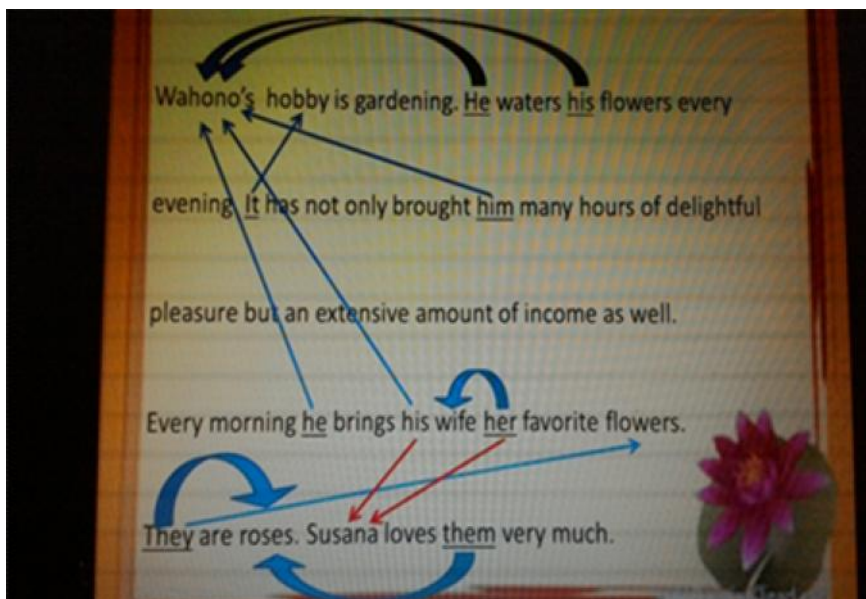 Wahono's hobby is gardening. He waters his flowers every
evening. It has not only brought him many hours of delightful
pleasure but an extensive amount of income as well.
Every morning he brings his wife her favorite flowers.
They are roses. Susana loves them very much.